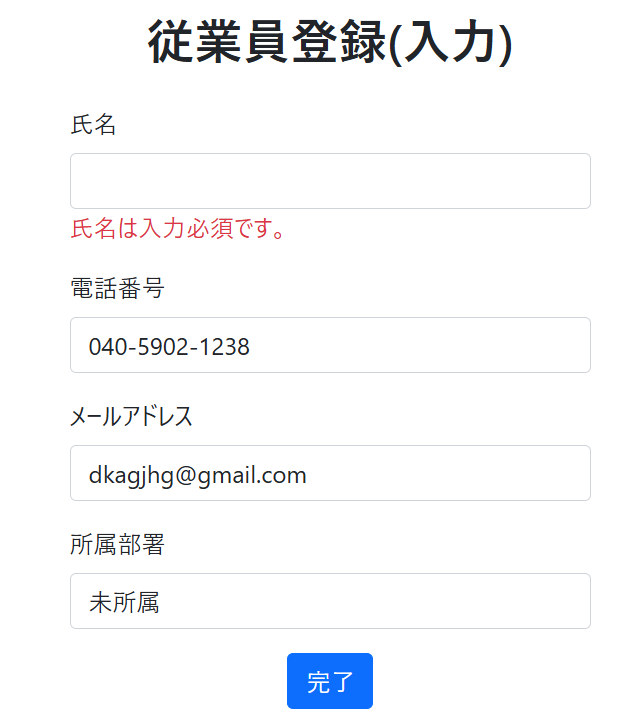 従業員登録(入力)
氏名
氏名は入力必須です。
電話番号
040-5902-1238
メールアドレス
dkagjhg@gmail.com
所属部署
未所属
完了